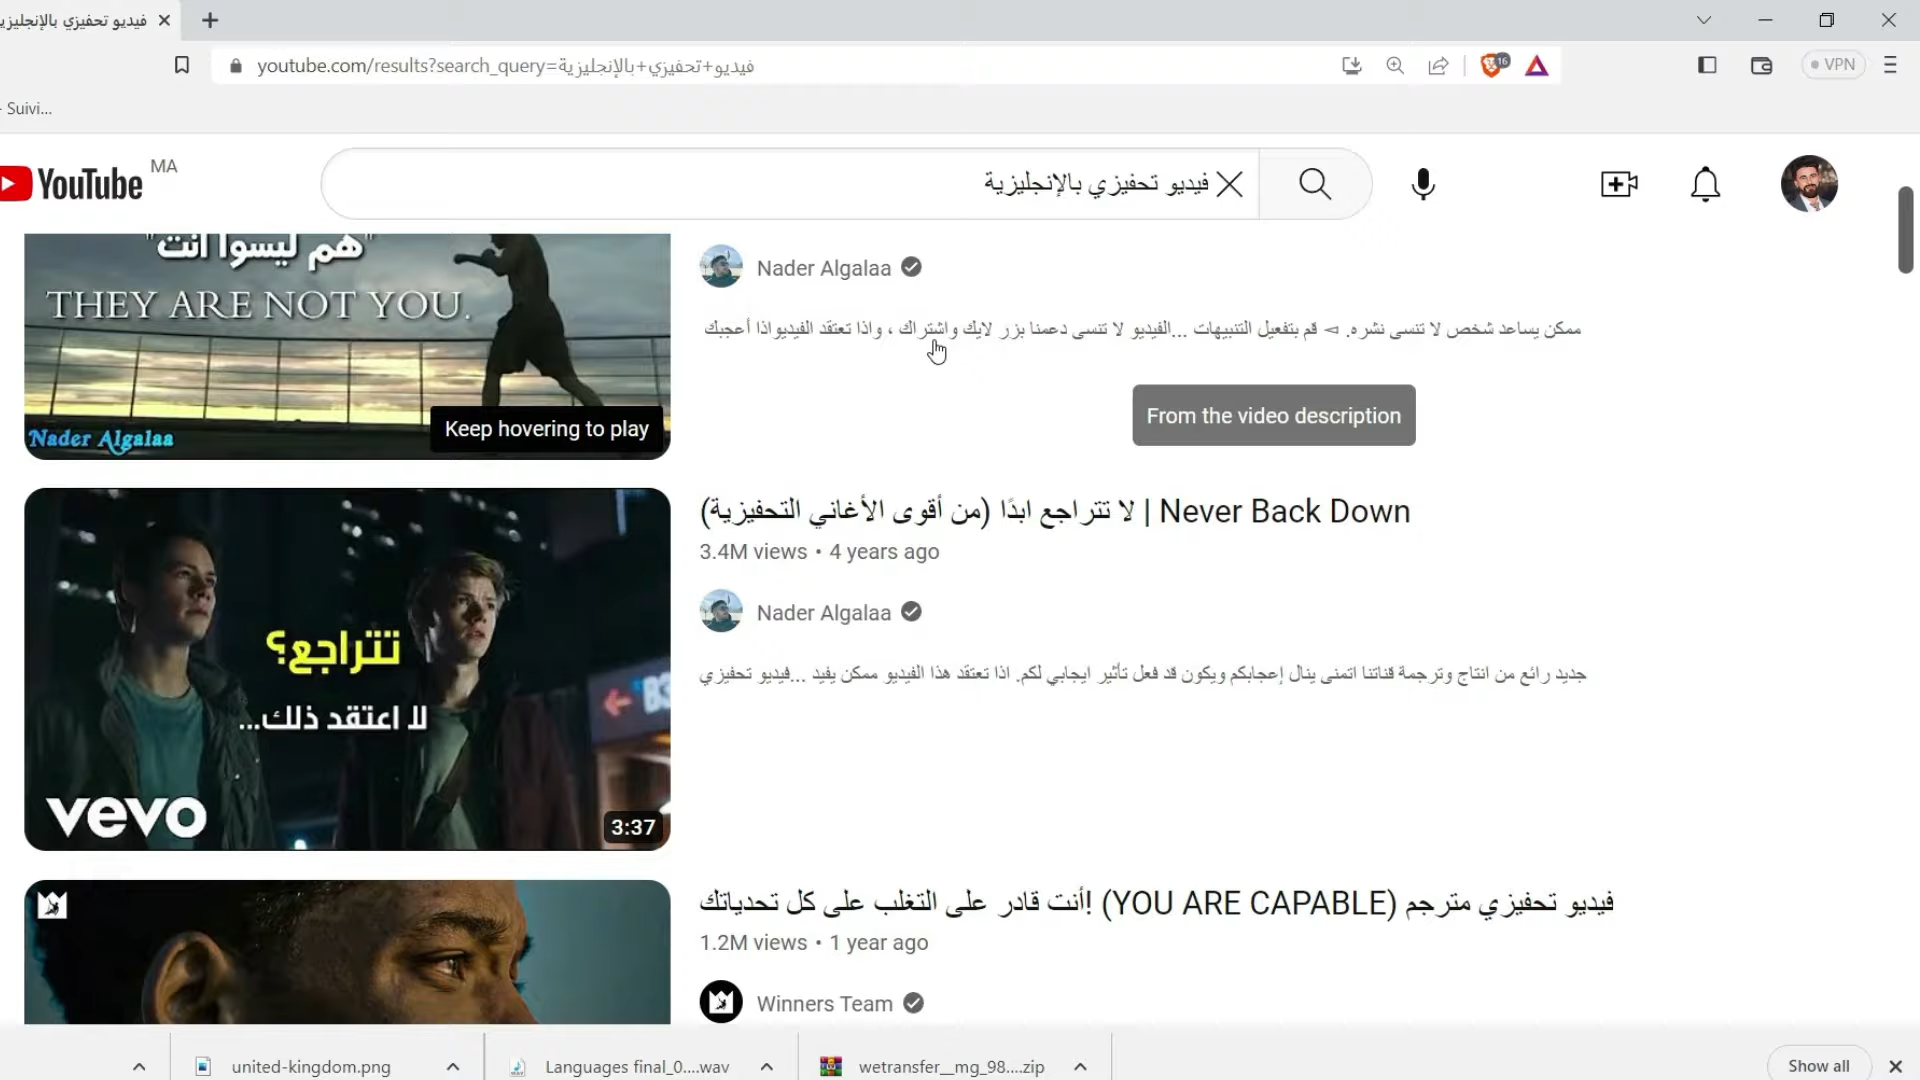 فيديو تحفيزي بالإنجليزي
youtube.com/results?search_query=فيديو+تحفيزي+بالإنجليزية
16
VPN
Suivi...
YouTube MA
فيديو تحفيزي بالإنجليزية
"هم ليسوا انت"
THEY ARE NOT YOU.
Nader Algalaa
Keep hovering to play
Nader Algalaa
ممكن يساعد شخص لا تنسى نشره. ⊲ قم بتفعيل التنبيهات ...الفيديو لا تنسى دعمنا بزر لايك واشتراك ، واذا تعتقد الفيديواذا أعجبك
From the video description
تتراجع؟
لا اعتقد ذلك...
vevo
3:37
لا تتراجع ابدًا (من أقوى الأغاني التحفيزية) | Never Back Down
3.4M views • 4 years ago
Nader Algalaa
جديد رائع من انتاج وترجمة قناتنا اتمنى ينال إعجابكم ويكون قد فعل تأثير ايجابي لكم. اذا تعتقد هذا الفيديو ممكن يفيد ...فيديو تحفيزي
فيديو تحفيزي مترجم (YOU ARE CAPABLE) !أنت قادر على التغلب على كل تحدياتك
1.2M views • 1 year ago
Winners Team
united-kingdom.png
Languages final_0....wav
wetransfer__mg_98....zip
Show all